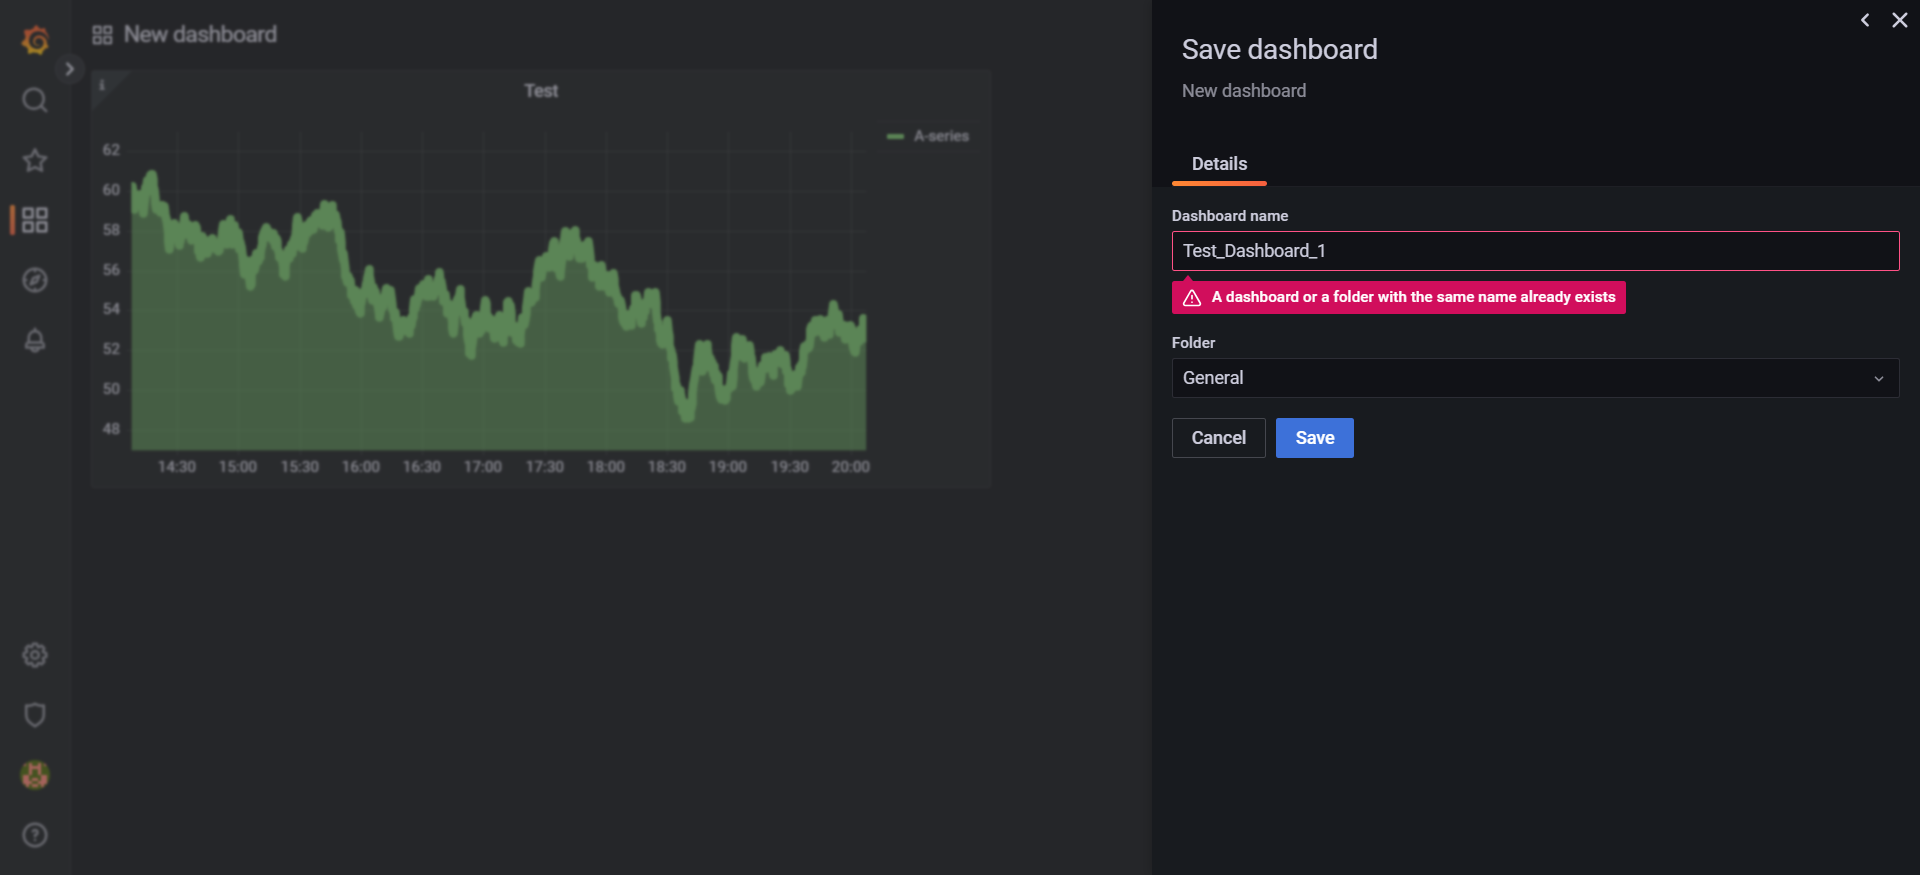 New dashboard
i
Test
A-series
62
60
58
56
54
52
50
48
14:30 15:00 15:30 16:00 16:30 17:00 17:30 18:00 18:30 19:00 19:30 20:00
Save dashboard
New dashboard
Details
Dashboard name
Test_Dashboard_1
A dashboard or a folder with the same name already exists
Folder
General
Cancel Save